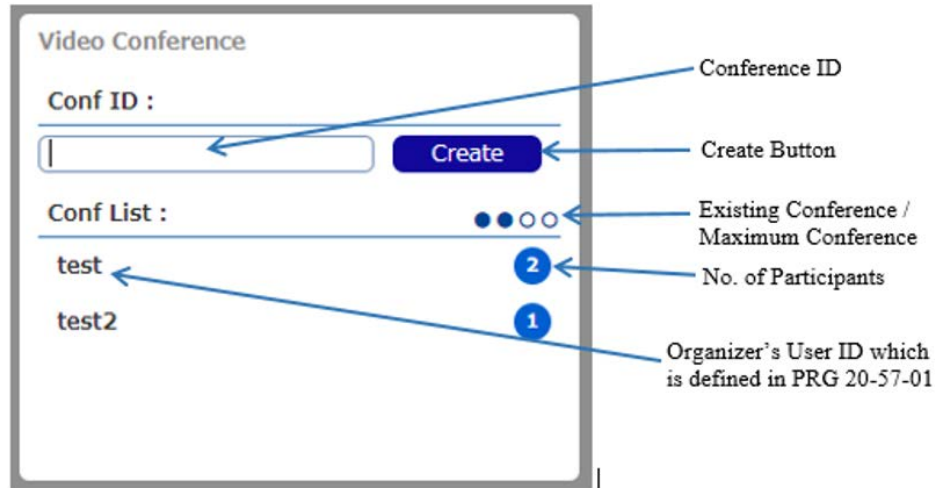 Video Conference
Conf ID :
Create
Conf List :
test
2
test2
1
Conference ID
Create Button
Existing Conference /
Maximum Conference
No. of Participants
Organizer's User ID which
is defined in PRG 20-57-01